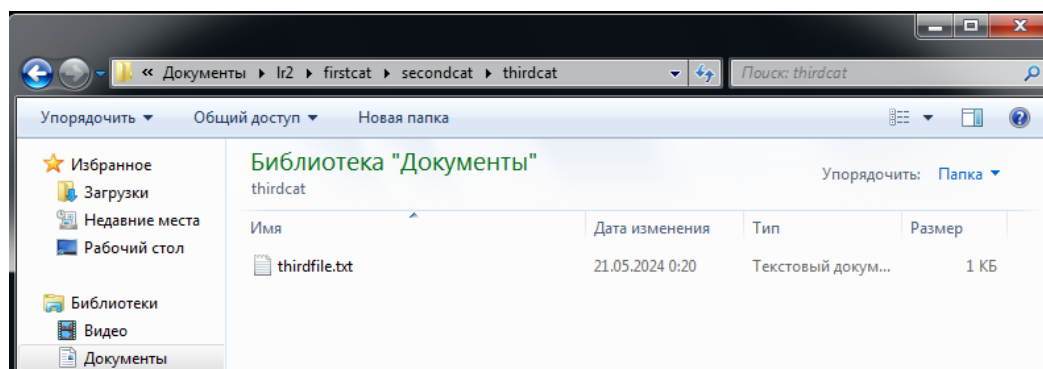 « Документы ▸ lr2 ▸ firstcat ▸ secondcat ▸ thirdcat
Поиск: thirdcat
Упорядочить ▼ Общий доступ ▼ Новая папка
Избранное
Загрузки
Недавние места
Рабочий стол
Библиотеки
Видео
Документы
Библиотека "Документы"
thirdcat
Упорядочить: Папка ▼
Имя Дата изменения Тип Размер
thirdfile.txt 21.05.2024 0:20 Текстовый докум... 1 КБ